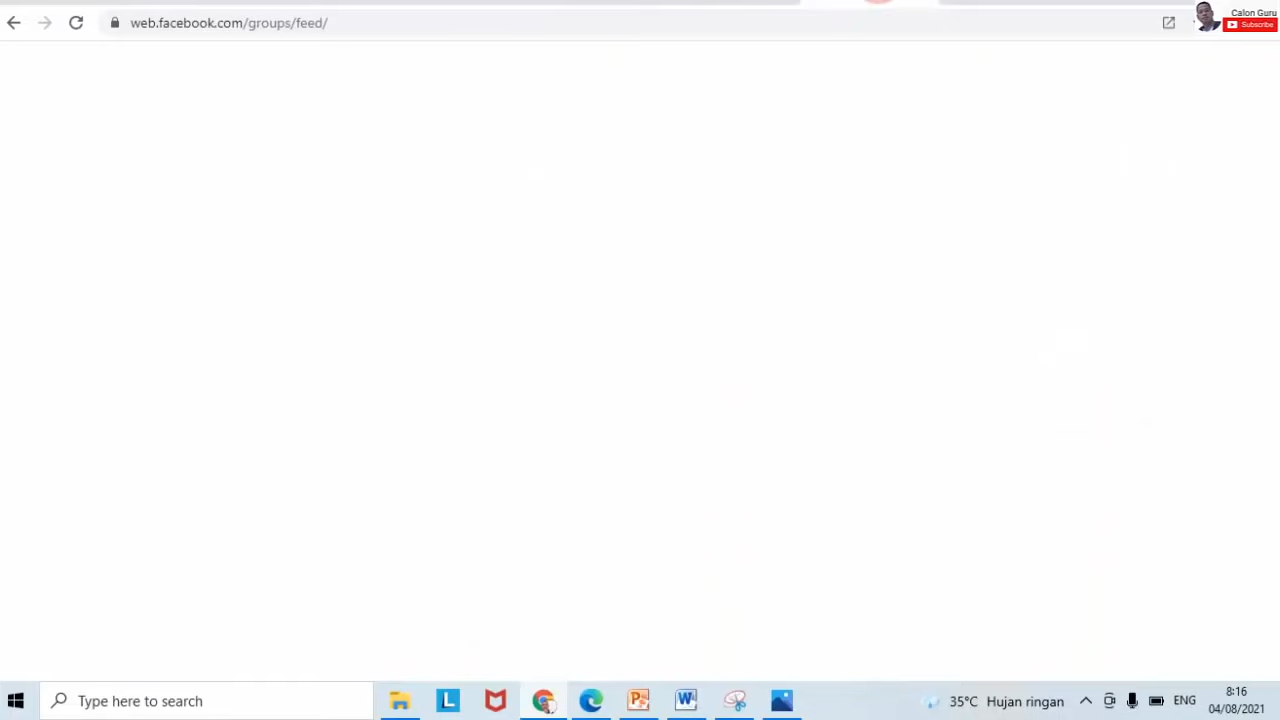 web.facebook.com/groups/feed/
Calon Guru
Subscribe
Type here to search
L
35°C Hujan ringan
ENG
8:16
04/08/2021